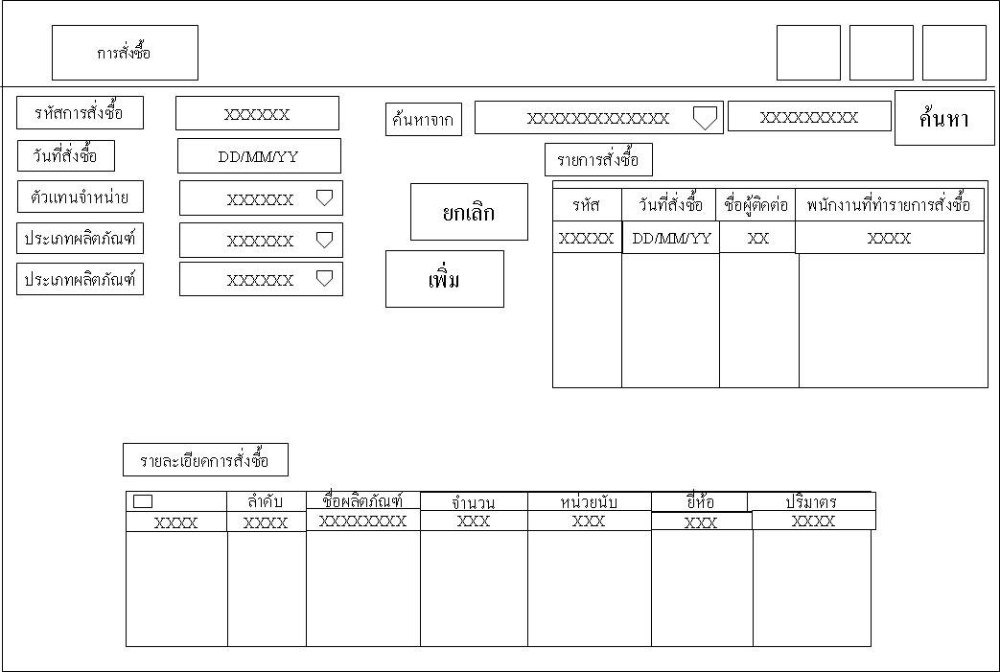 การสั่งซื้อ
รหัสการสั่งซื้อ XXXXXX ค้นหาจาก XXXXXXXXXXXXX XXXXXXXXX ค้นหา
วันที่สั่งซื้อ DD/MM/YY รายการสั่งซื้อ
ตัวแทนจำหน่าย XXXXXX ยกเลิก รหัส วันที่สั่งซื้อ ชื่อผู้ติดต่อ พนักงานที่ทำรายการสั่งซื้อ
ประเภทผลิตภัณฑ์ XXXXXX XXXXX DD/MM/YY XX XXXX
ประเภทผลิตภัณฑ์ XXXXXX เพิ่ม
รายละเอียดการสั่งซื้อ
ลำดับ ชื่อผลิตภัณฑ์ จำนวน หน่วยนับ ยี่ห้อ ปริมาตร
XXXX XXXX XXXXXXXX XXX XXX XXX XXXX